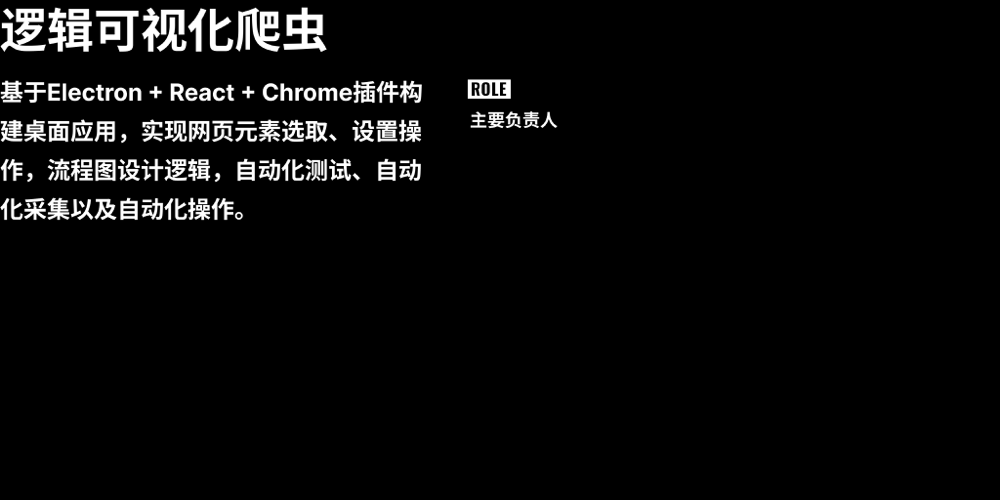 逻辑可视化爬虫
基于Electron + React + Chrome插件构
建桌面应用，实现网页元素选取、设置操
作，流程图设计逻辑，自动化测试、自动
化采集以及自动化操作。
ROLE
主要负责人